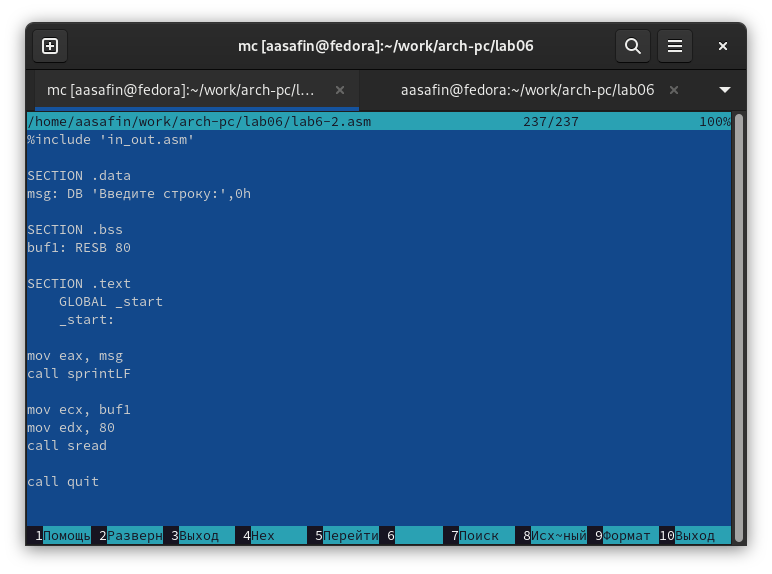 mc [aasafin@fedora]:~/work/arch-pc/lab06
mc [aasafin@fedora]:~/work/arch-pc/l… aasafin@fedora:~/work/arch-pc/lab06
/home/aasafin/work/arch-pc/lab06/lab6-2.asm 237/237 100%
%include 'in_out.asm'
SECTION .data
msg: DB 'Введите строку:',0h
SECTION .bss
buf1: RESB 80
SECTION .text
GLOBAL _start
_start:
mov eax, msg
call sprintLF
mov ecx, buf1
mov edx, 80
call sread
call quit
1Помощь 2Разверн 3Выход 4Hex 5Перейти 6 7Поиск 8Исх~ный 9Формат 10Выход